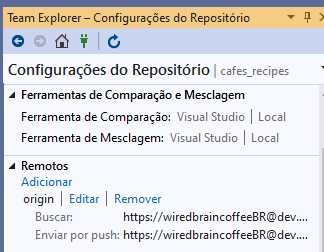 Team Explorer – Configurações do Repositório
Configurações do Repositório | cafes_recipes
Ferramentas de Comparação e Mesclagem
Ferramenta de Comparação: Visual Studio | Local
Ferramenta de Mesclagem: Visual Studio | Local
Remotos
Adicionar
origin | Editar | Remover
Buscar: https://wiredbraincoffeeBR@dev....
Enviar por push: https://wiredbraincoffeeBR@dev....